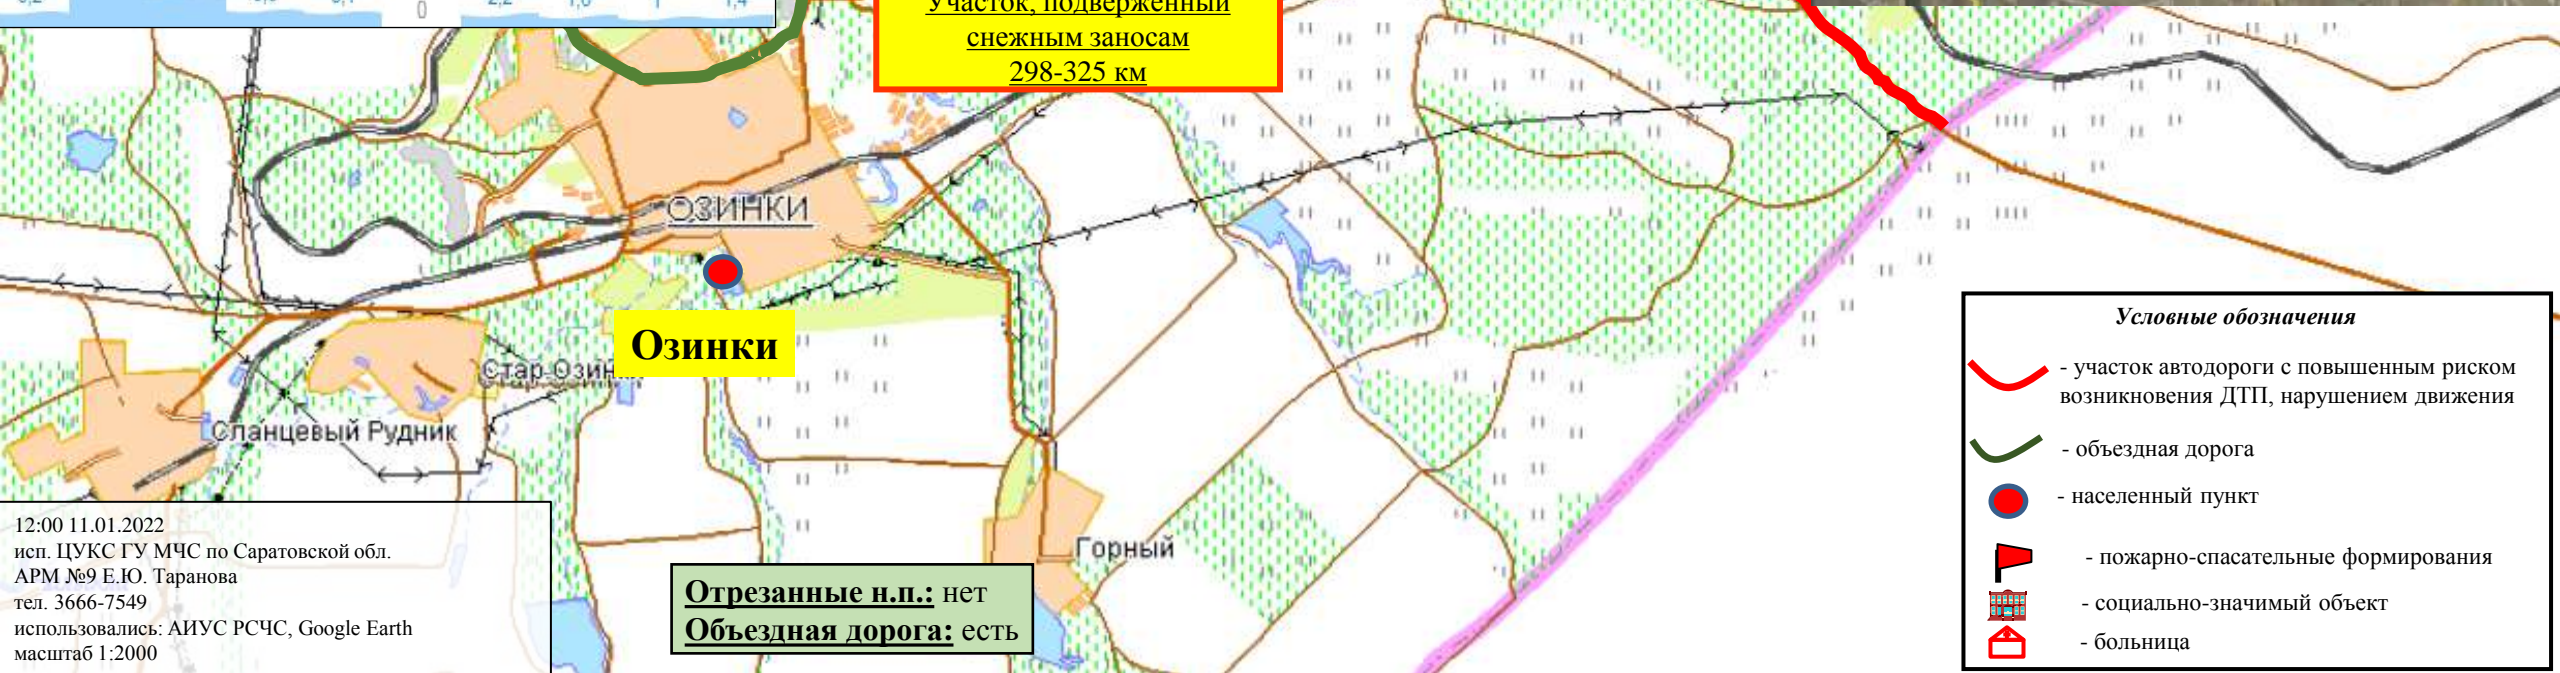 0
Участок, подверженный
снежным заносам
298-325 км
ОЗИНКИ
Озинки
Сланцевый Рудник
Горный
12:00 11.01.2022
исп. ЦУКС ГУ МЧС по Саратовской обл.
АРМ №9 Е.Ю. Таранова
тел. 3666-7549
использовались: АИУС РСЧС, Google Earth
масштаб 1:2000
Отрезанные н.п.: нет
Объездная дорога: есть
Условные обозначения
- участок автодороги с повышенным риском
возникновения ДТП, нарушением движения
- объездная дорога
- населенный пункт
- пожарно-спасательные формирования
- социально-значимый объект
- больница